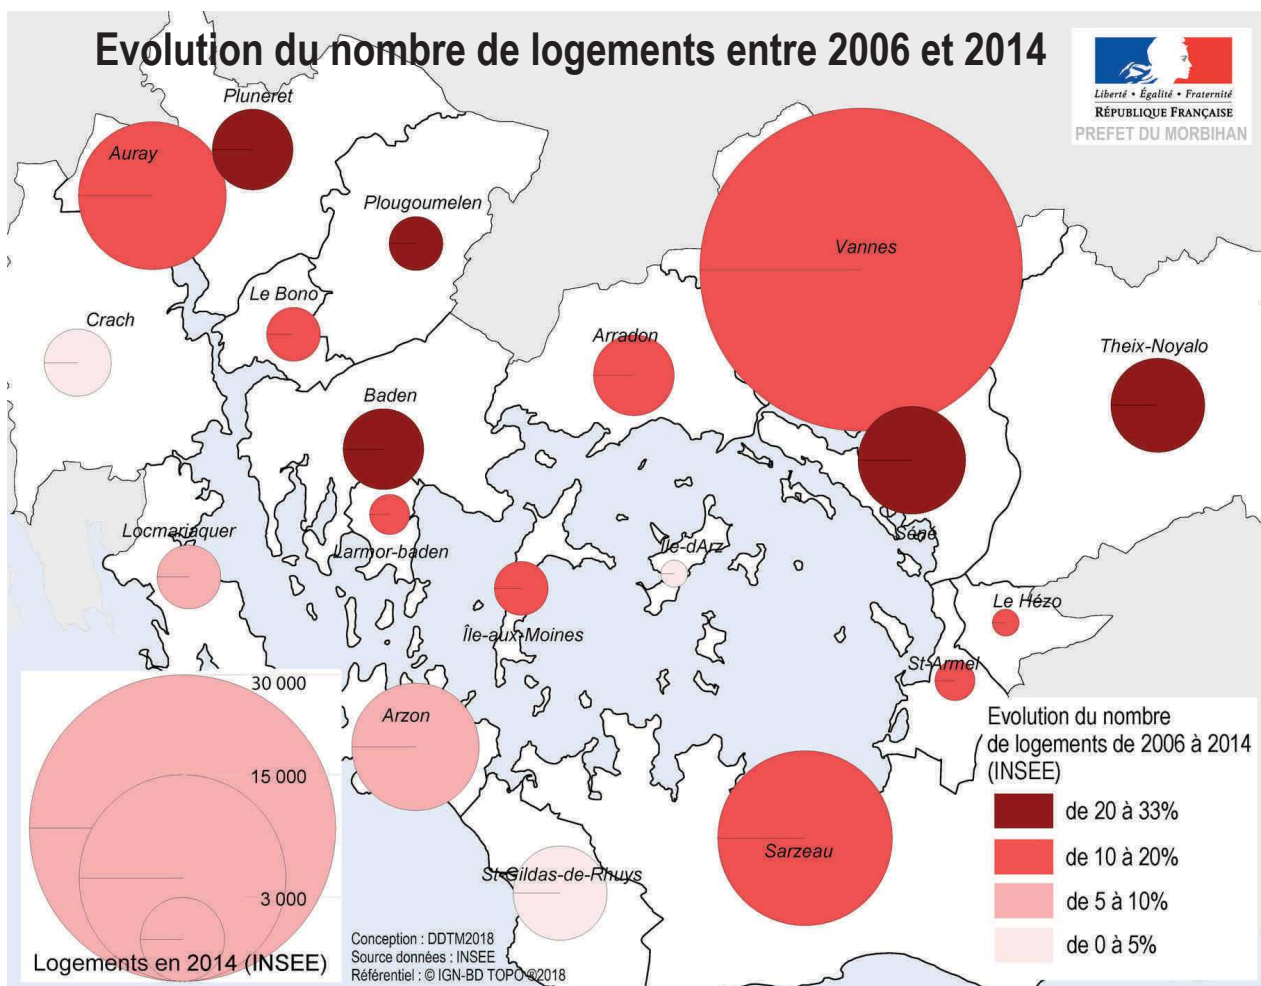 Evolution du nombre de logements entre 2006 et 2014
Liberté • Égalité • Fraternité
RÉPUBLIQUE FRANÇAISE
PREFET DU MORBIHAN
Pluneret
Auray
Plougoumelen
Vannes
Le Bono
Crach
Arradon
Theix-Noyalo
Baden
Locmariaquer
Larmor-baden
Séné
Île-dArz
Île-aux-Moines
Le Hézo
St-Armel
Arzon
Sarzeau
St-Gildas-de-Rhuys
30 000
15 000
3 000
Logements en 2014 (INSEE)
Conception : DDTM2018
Source données : INSEE
Référentiel : © IGN-BD TOPO ®2018
Evolution du nombre
de logements de 2006 à 2014
(INSEE)
de 20 à 33%
de 10 à 20%
de 5 à 10%
de 0 à 5%